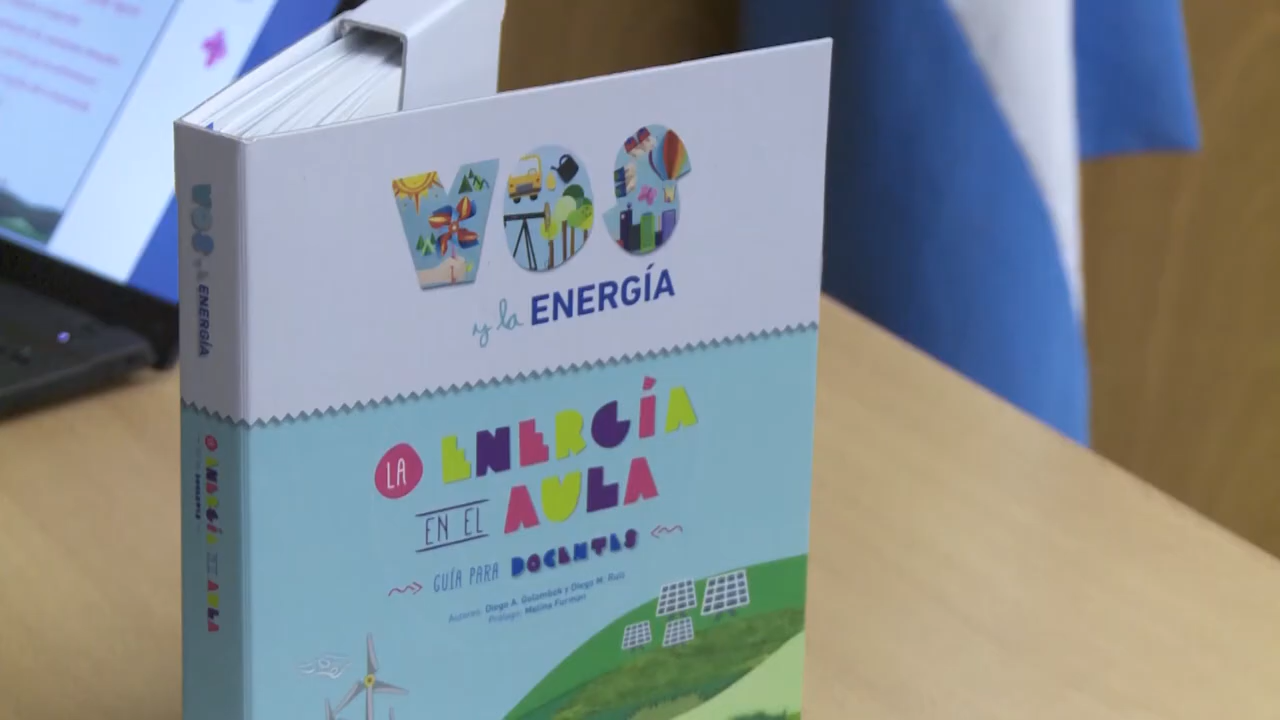 VOS
y la ENERGÍA
LA ENERGÍA
EN EL AULA
GUÍA PARA DOCENTES
Autores: Diego A. Golombek y Diego M. Ruiz
Prólogo: Melina Furman
VOS y la ENERGÍA
LA ENERGÍA EN EL AULA